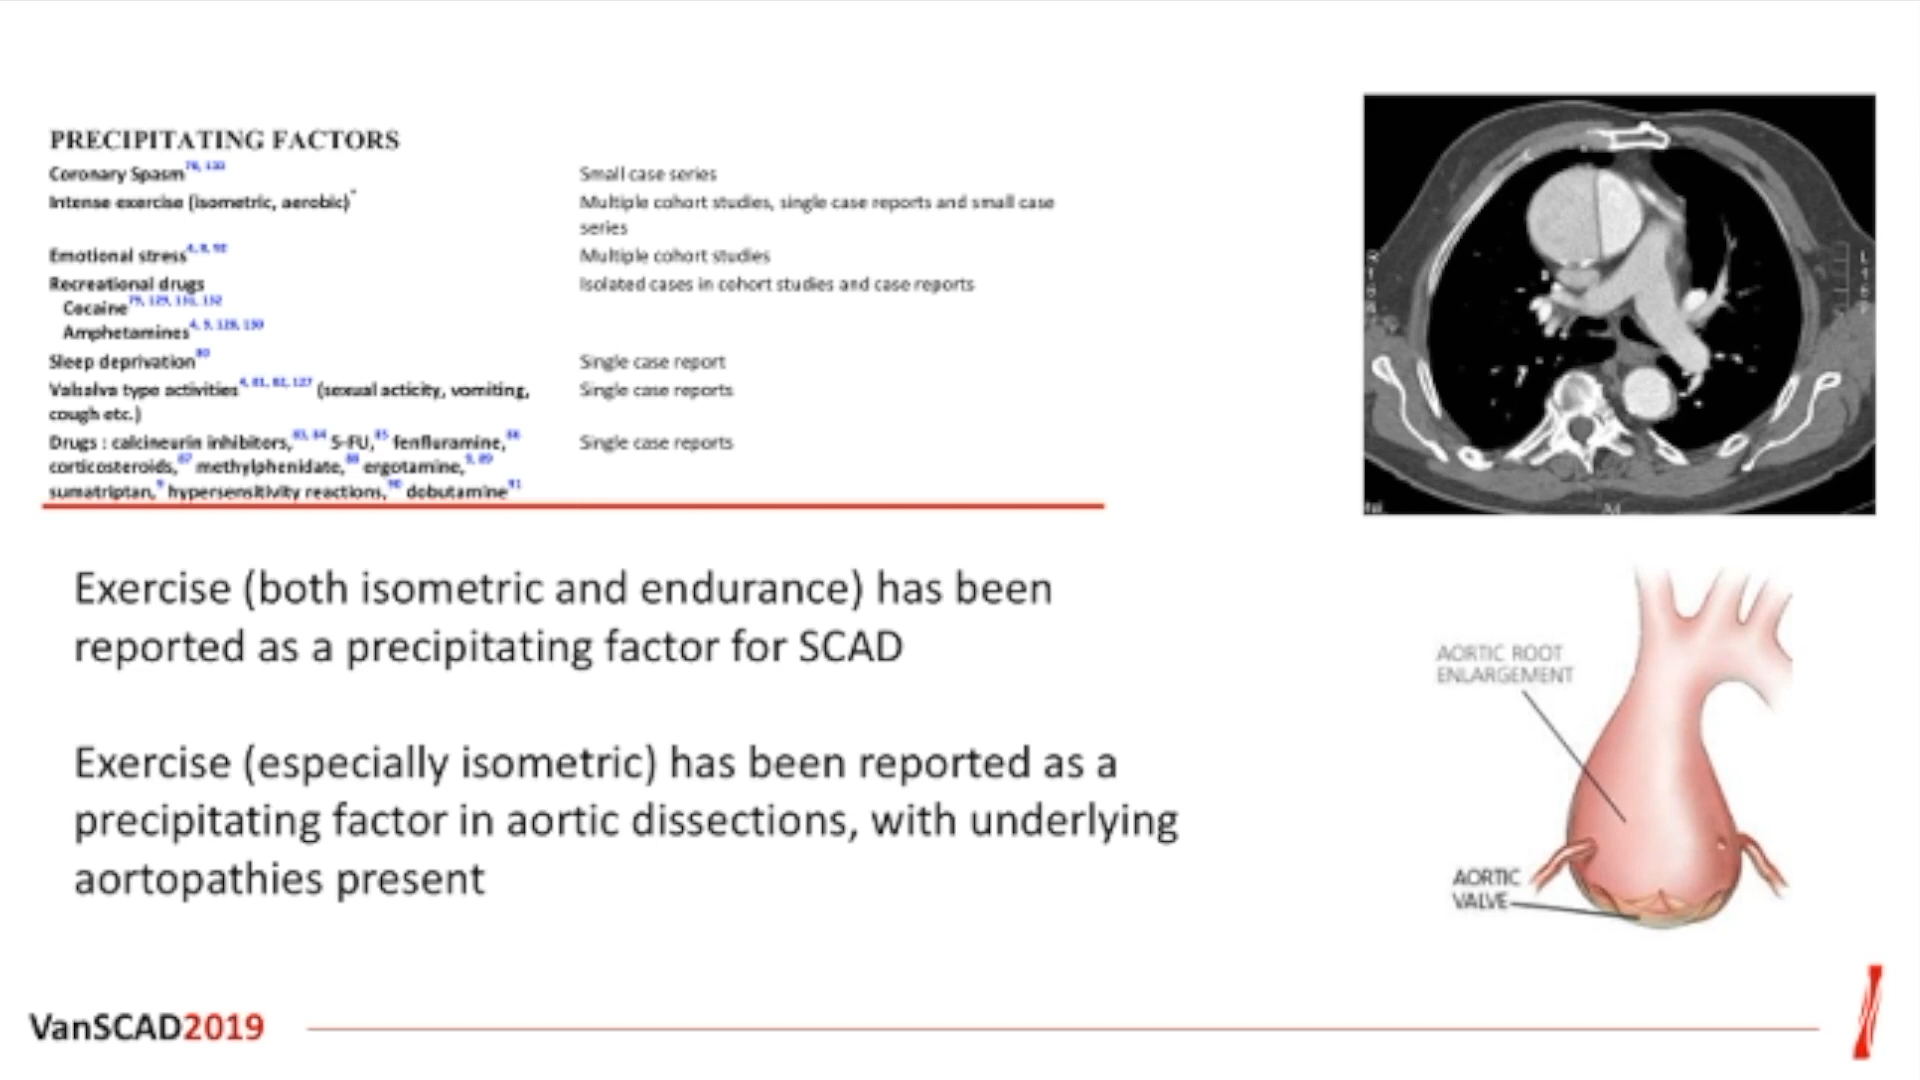 PRECIPITATING FACTORS
Coronary Spasm Small case series
Intense exercise (isometric, aerobic)* Multiple cohort studies, single case reports and small case
series
Emotional stress Multiple cohort studies
Recreational drugs Isolated cases in cohort studies and case reports
Cocaine
Amphetamines
Sleep deprivation Single case report
Valsalva type activities (sexual acticity, vomiting, Single case reports
cough etc.)
Drugs : calcineurin inhibitors, 5-FU, fenfluramine, Single case reports
corticosteroids, methylphenidate, ergotamine,
sumatriptan, hypersensitivity reactions, dobutamine
Exercise (both isometric and endurance) has been
reported as a precipitating factor for SCAD
Exercise (especially isometric) has been reported as a
precipitating factor in aortic dissections, with underlying
aortopathies present
AORTIC ROOT
ENLARGEMENT
AORTIC
VALVE
VanSCAD2019